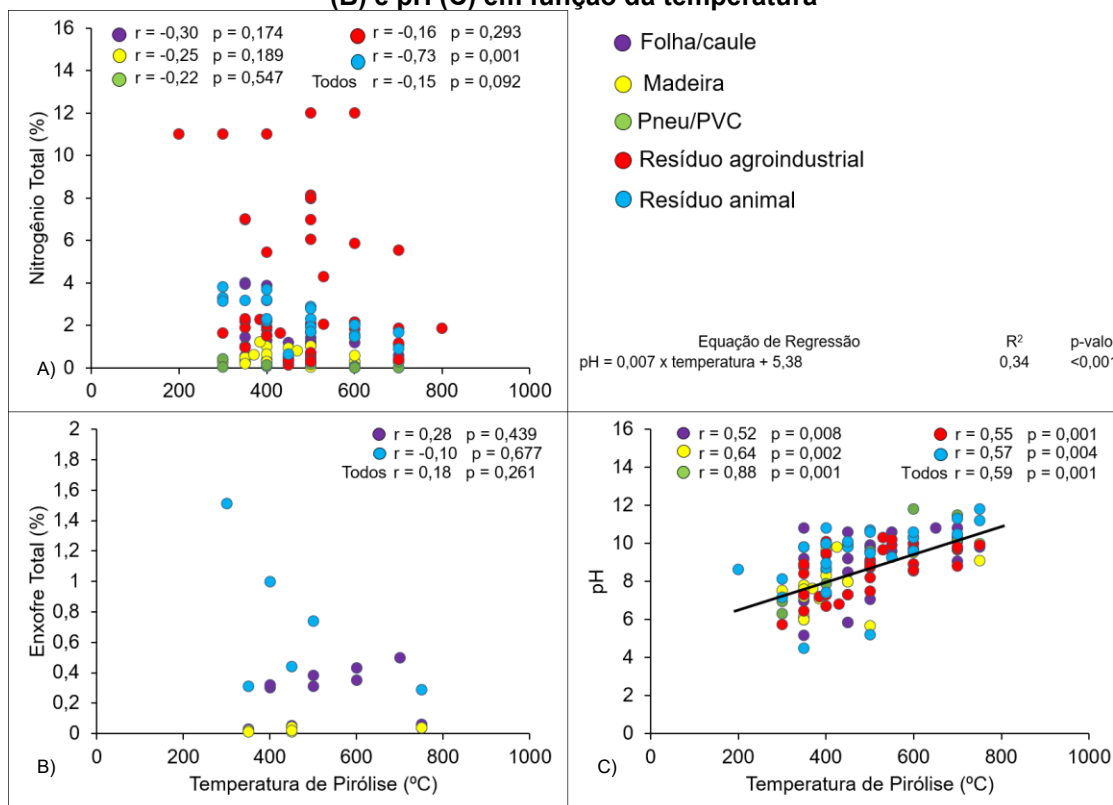 (B) e pH (C) em função da temperatura
r = -0,30 p = 0,174
r = -0,16 p = 0,293
r = -0,25 p = 0,189
r = -0,73 p = 0,001
r = -0,22 p = 0,547
Todos r = -0,15 p = 0,092
Nitrogênio Total (%)
16
14
12
10
8
6
4
2
0
A)
0 200 400 600 800 1000
Folha/caule
Madeira
Pneu/PVC
Resíduo agroindustrial
Resíduo animal
Equação de Regressão R² p-valo
pH = 0,007 x temperatura + 5,38 0,34 <0,001
r = 0,28 p = 0,439
r = -0,10 p = 0,677
Todos r = 0,18 p = 0,261
Enxofre Total (%)
2
1,8
1,6
1,4
1,2
1
0,8
0,6
0,4
0,2
0
0 200 400 600 800 1000
B) Temperatura de Pirólise (ºC)
r = 0,52 p = 0,008
r = 0,55 p = 0,001
r = 0,64 p = 0,002
r = 0,57 p = 0,004
r = 0,88 p = 0,001
Todos r = 0,59 p = 0,001
pH
16
14
12
10
8
6
4
2
0
0 200 400 600 800 1000
C) Temperatura de Pirólise (ºC)